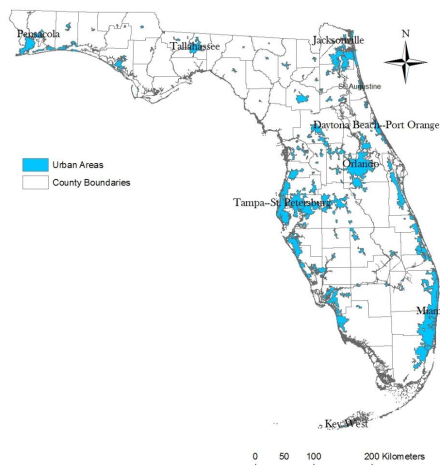 Pensacola
Tallahassee
Jacksonville
N
St. Augustine
Daytona Beach--Port Orange
Orlando
Urban Areas
County Boundaries
Tampa--St. Petersburg
Miami
Key West
0 50 100 200 Kilometers